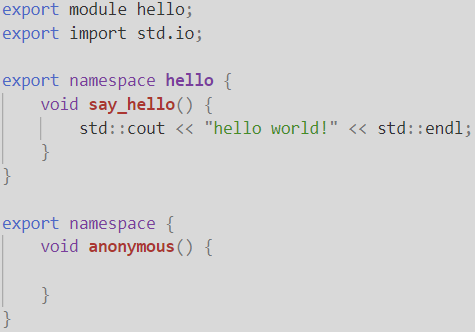 export module hello;
export import std.io;
export namespace hello {
void say_hello() {
std::cout << "hello world!" << std::endl;
}
}
export namespace {
void anonymous() {
}
}